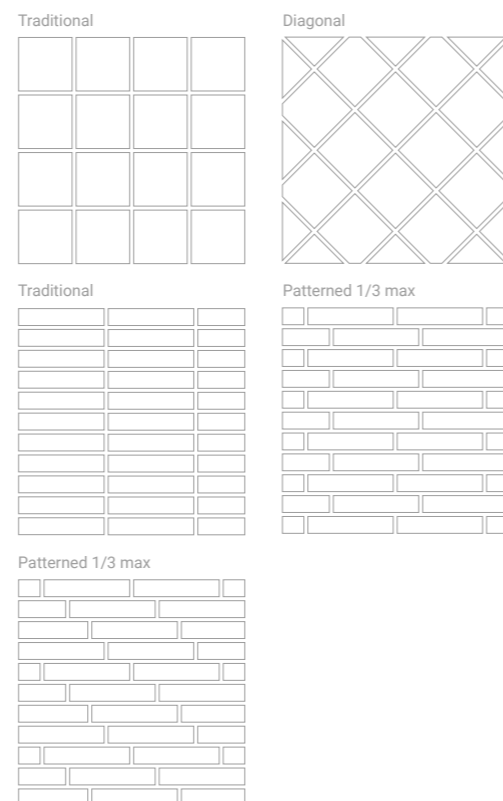 Traditional
Diagonal
Traditional
Patterned 1/3 max
Patterned 1/3 max